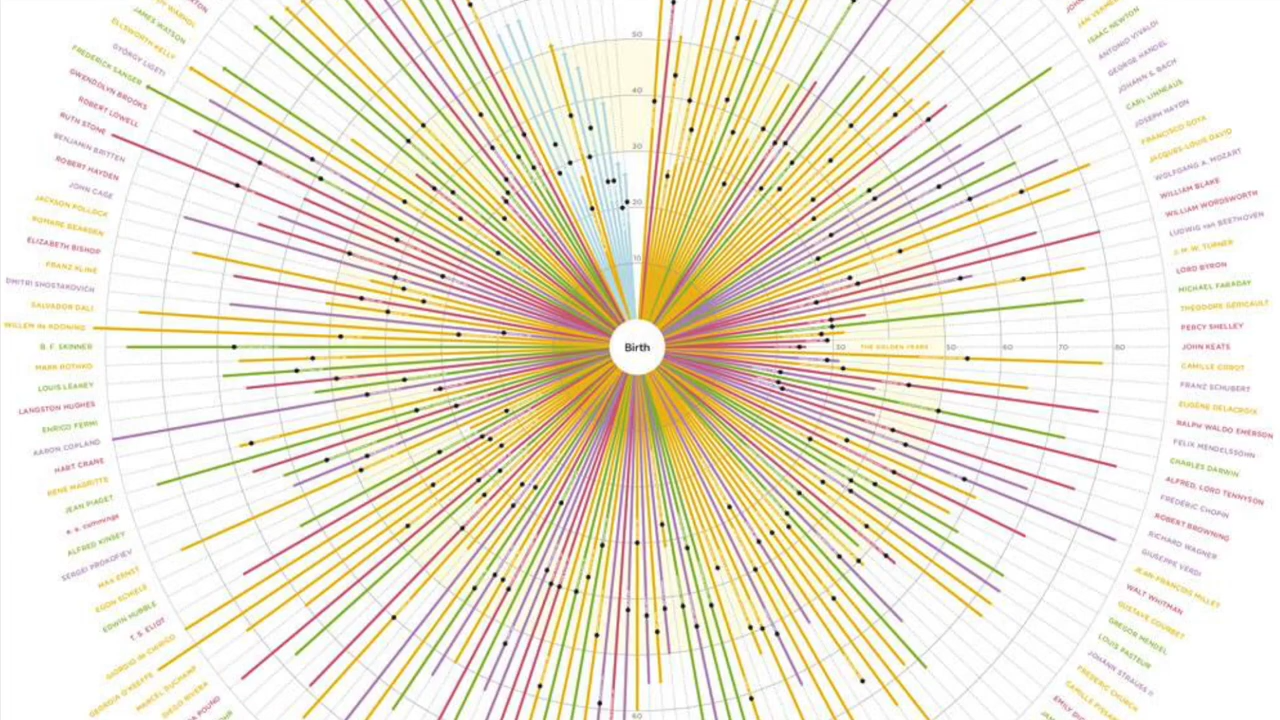 JAMES WATSON
ELLSWORTH KELLY
GYÖRGY LIGETI
FREDERICK SANGER
GWENDOLYN BROOKS
ROBERT LOWELL
RUTH STONE
BENJAMIN BRITTEN
ROBERT HAYDEN
JOHN CAGE
JACKSON POLLOCK
ROMARE BEARDEN
ELIZABETH BISHOP
FRANZ KLINE
DMITRI SHOSTAKOVICH
SALVADOR DALI
WILLEM de KOONING
B. F. SKINNER
MARK ROTHKO
LOUIS LEAKEY
LANGSTON HUGHES
ENRICO FERMI
AARON COPLAND
HART CRANE
RENE MAGRITTE
JEAN PIAGET
e. e. cummings
ALFRED KINSEY
SERGEI PROKOFIEV
MAX ERNST
EGON SCHIELE
EDWIN HUBBLE
T. S. ELIOT
GIORGIO de CHIRICO
GEORGIA O'KEEFFE
MARCEL DUCHAMP
DIEGO RIVERA
50
40
30
20
10
Birth
30
THE GOLDEN YEARS
50
60
70
80
60
ISAAC NEWTON
ANTONIO VIVALDI
GEORGE HANDEL
JOHANN S. BACH
CARL LINNAEUS
JOSEPH HAYDN
FRANCISCO GOYA
JACQUES-LOUIS DAVID
WOLFGANG A. MOZART
WILLIAM BLAKE
WILLIAM WORDSWORTH
LUDWIG van BEETHOVEN
J. M. W. TURNER
LORD BYRON
MICHAEL FARADAY
THEODORE GERICAULT
PERCY SHELLEY
JOHN KEATS
CAMILLE COROT
FRANZ SCHUBERT
EUGENE DELACROIX
RALPH WALDO EMERSON
FELIX MENDELSSOHN
CHARLES DARWIN
ALFRED, LORD TENNYSON
FREDERIC CHOPIN
ROBERT BROWNING
RICHARD WAGNER
GIUSEPPE VERDI
JEAN-FRANCOIS MILLET
WALT WHITMAN
GUSTAVE COURBET
GREGOR MENDEL
LOUIS PASTEUR
JOHANN STRAUSS II
FREDERIC CHURCH